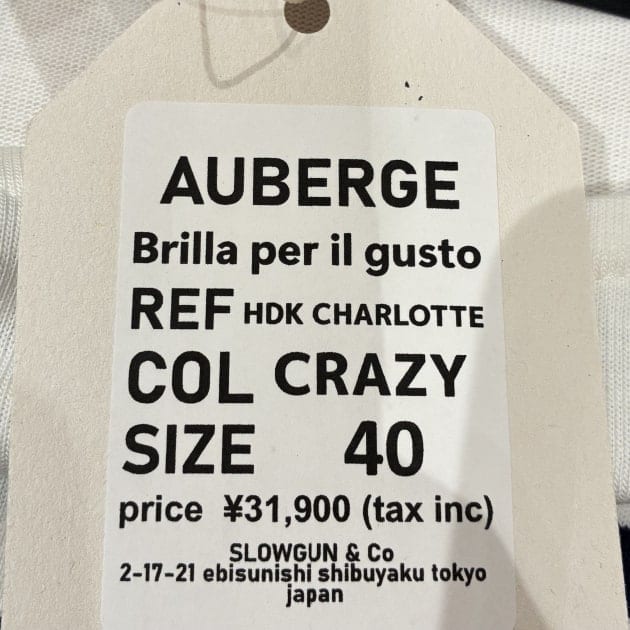 AUBERGE
Brilla per il gusto
REF HDK CHARLOTTE
COL CRAZY
SIZE 40
price ¥31,900 (tax inc)
SLOWGUN & Co
2-17-21 ebisunishi shibuyaku tokyo
japan